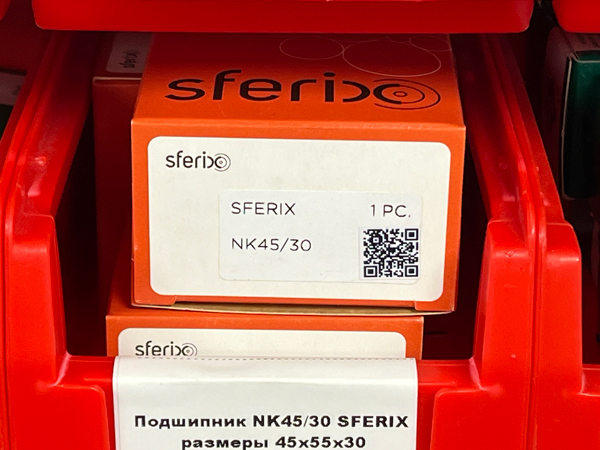 sferix
sferix
SFERIX 1 PC.
NK45/30
sferix
Подшипник NK45/30 SFERIX
размеры 45x55x30